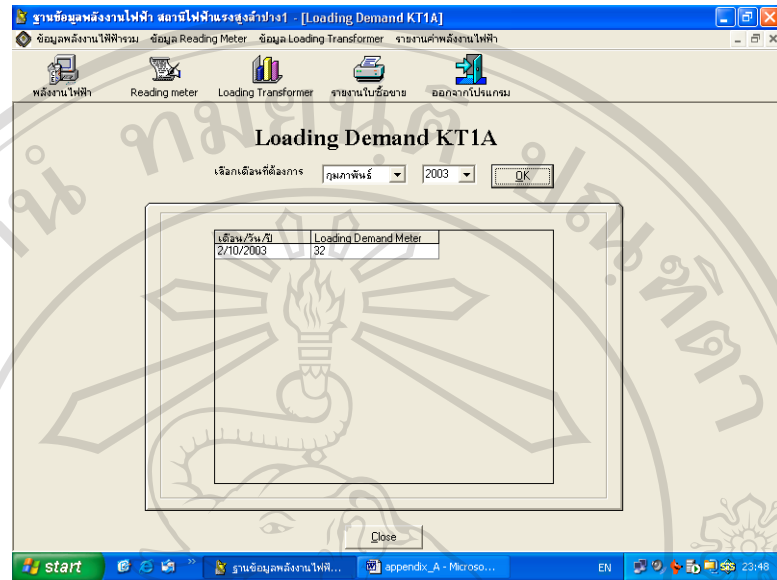 ฐานข้อมูลพลังงานไฟฟ้า สถานีไฟฟ้าแรงสูงลำปาง1 - [Loading Demand KT1A]
ข้อมูลพลังงานไฟฟ้ารวม ข้อมูล Reading Meter ข้อมูล Loading Transformer รายงานค่าพลังงานไฟฟ้า
พลังงานไฟฟ้า Reading meter Loading Transformer รายงานใบซื้อขาย ออกจากโปรแกรม
Loading Demand KT1A
เลือกเดือนที่ต้องการ กุมภาพันธ์ 2003 OK
เดือน/วัน/ปี Loading Demand Meter
2/10/2003 32
Close
start ฐานข้อมูลพลังงานไฟฟ้... appendix_A - Microso... EN 23:48